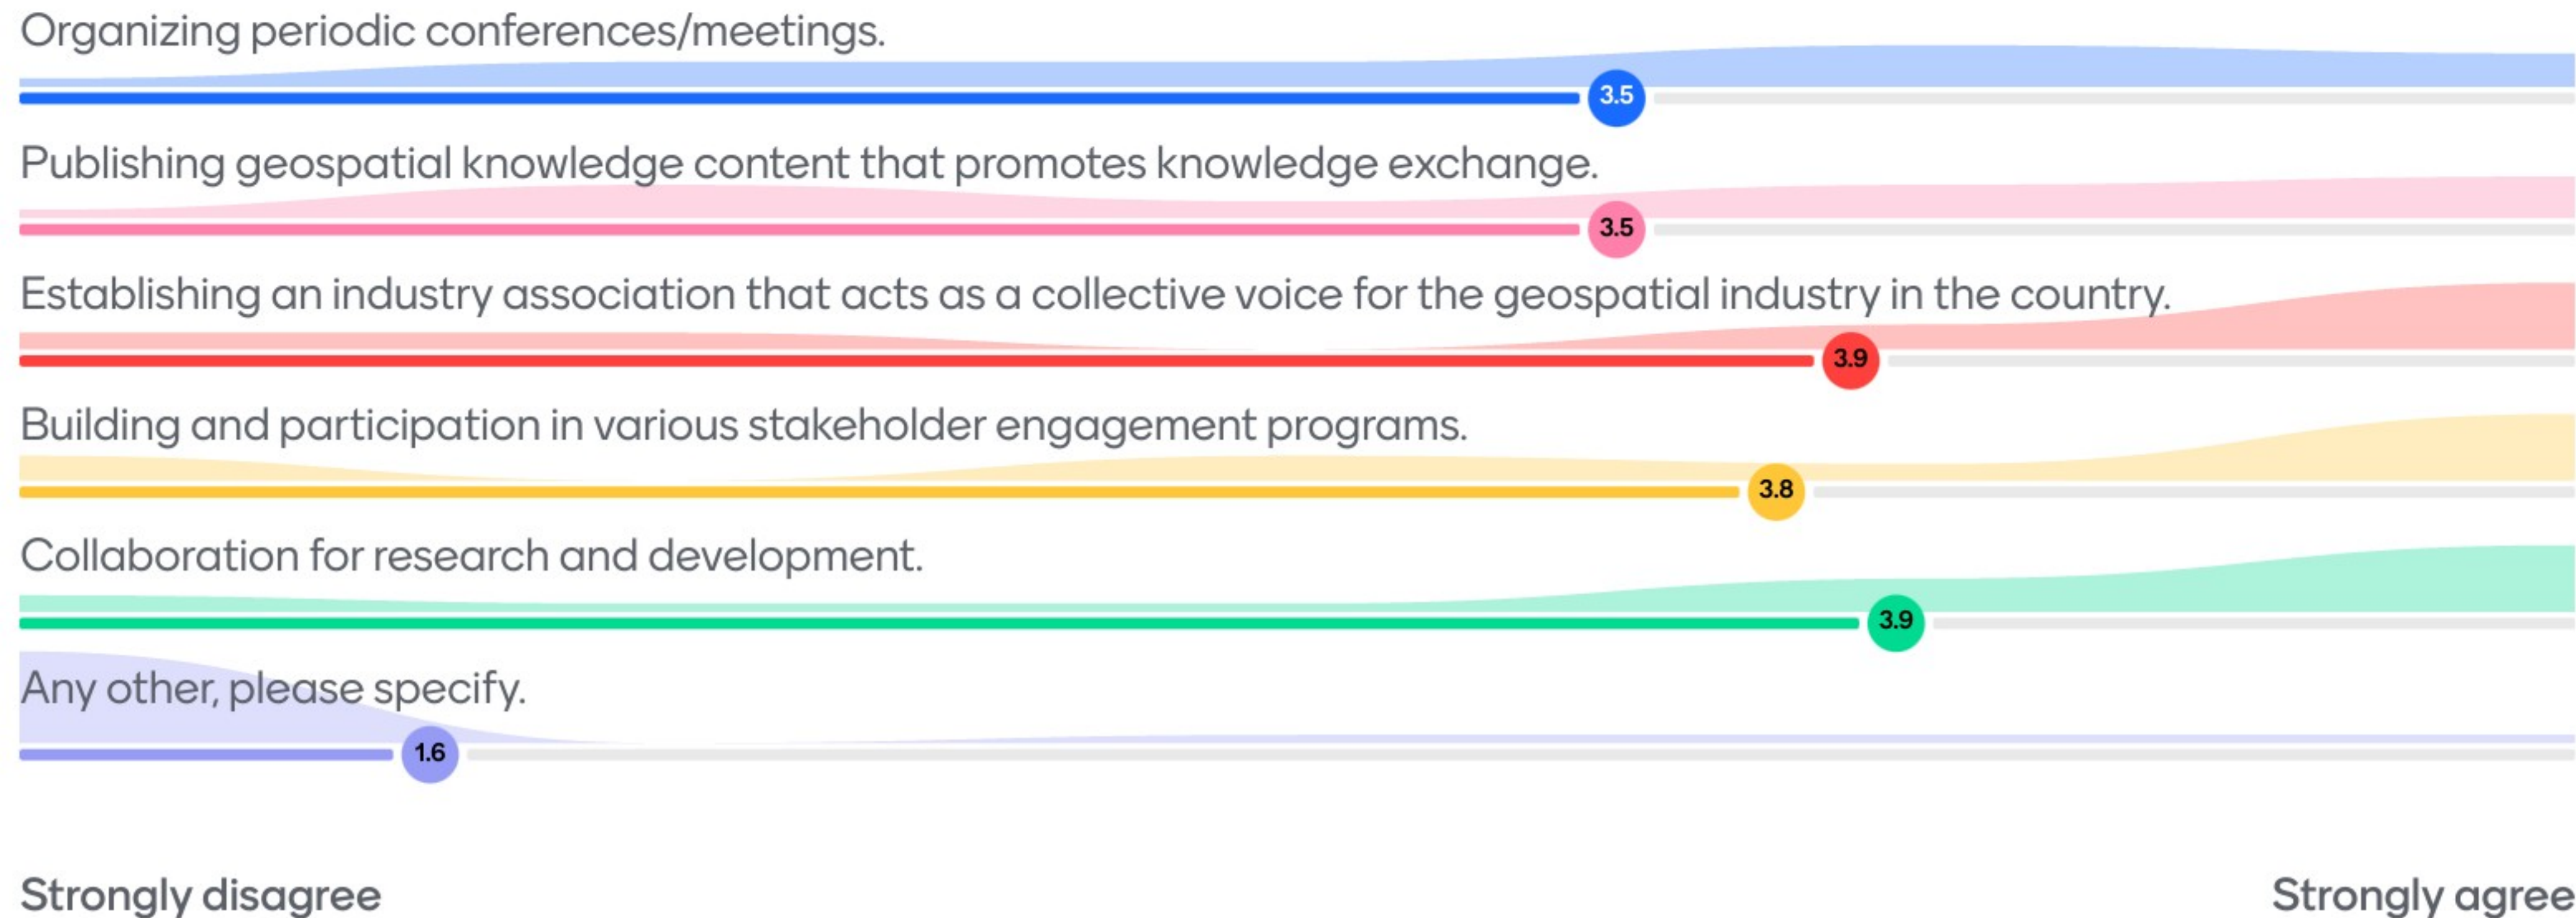 Organizing periodic conferences/meetings.
3.5
Publishing geospatial knowledge content that promotes knowledge exchange.
3.5
Establishing an industry association that acts as a collective voice for the geospatial industry in the country.
3.9
Building and participation in various stakeholder engagement programs.
3.8
Collaboration for research and development.
3.9
Any other, please specify.
1.6
Strongly disagree
Strongly agree